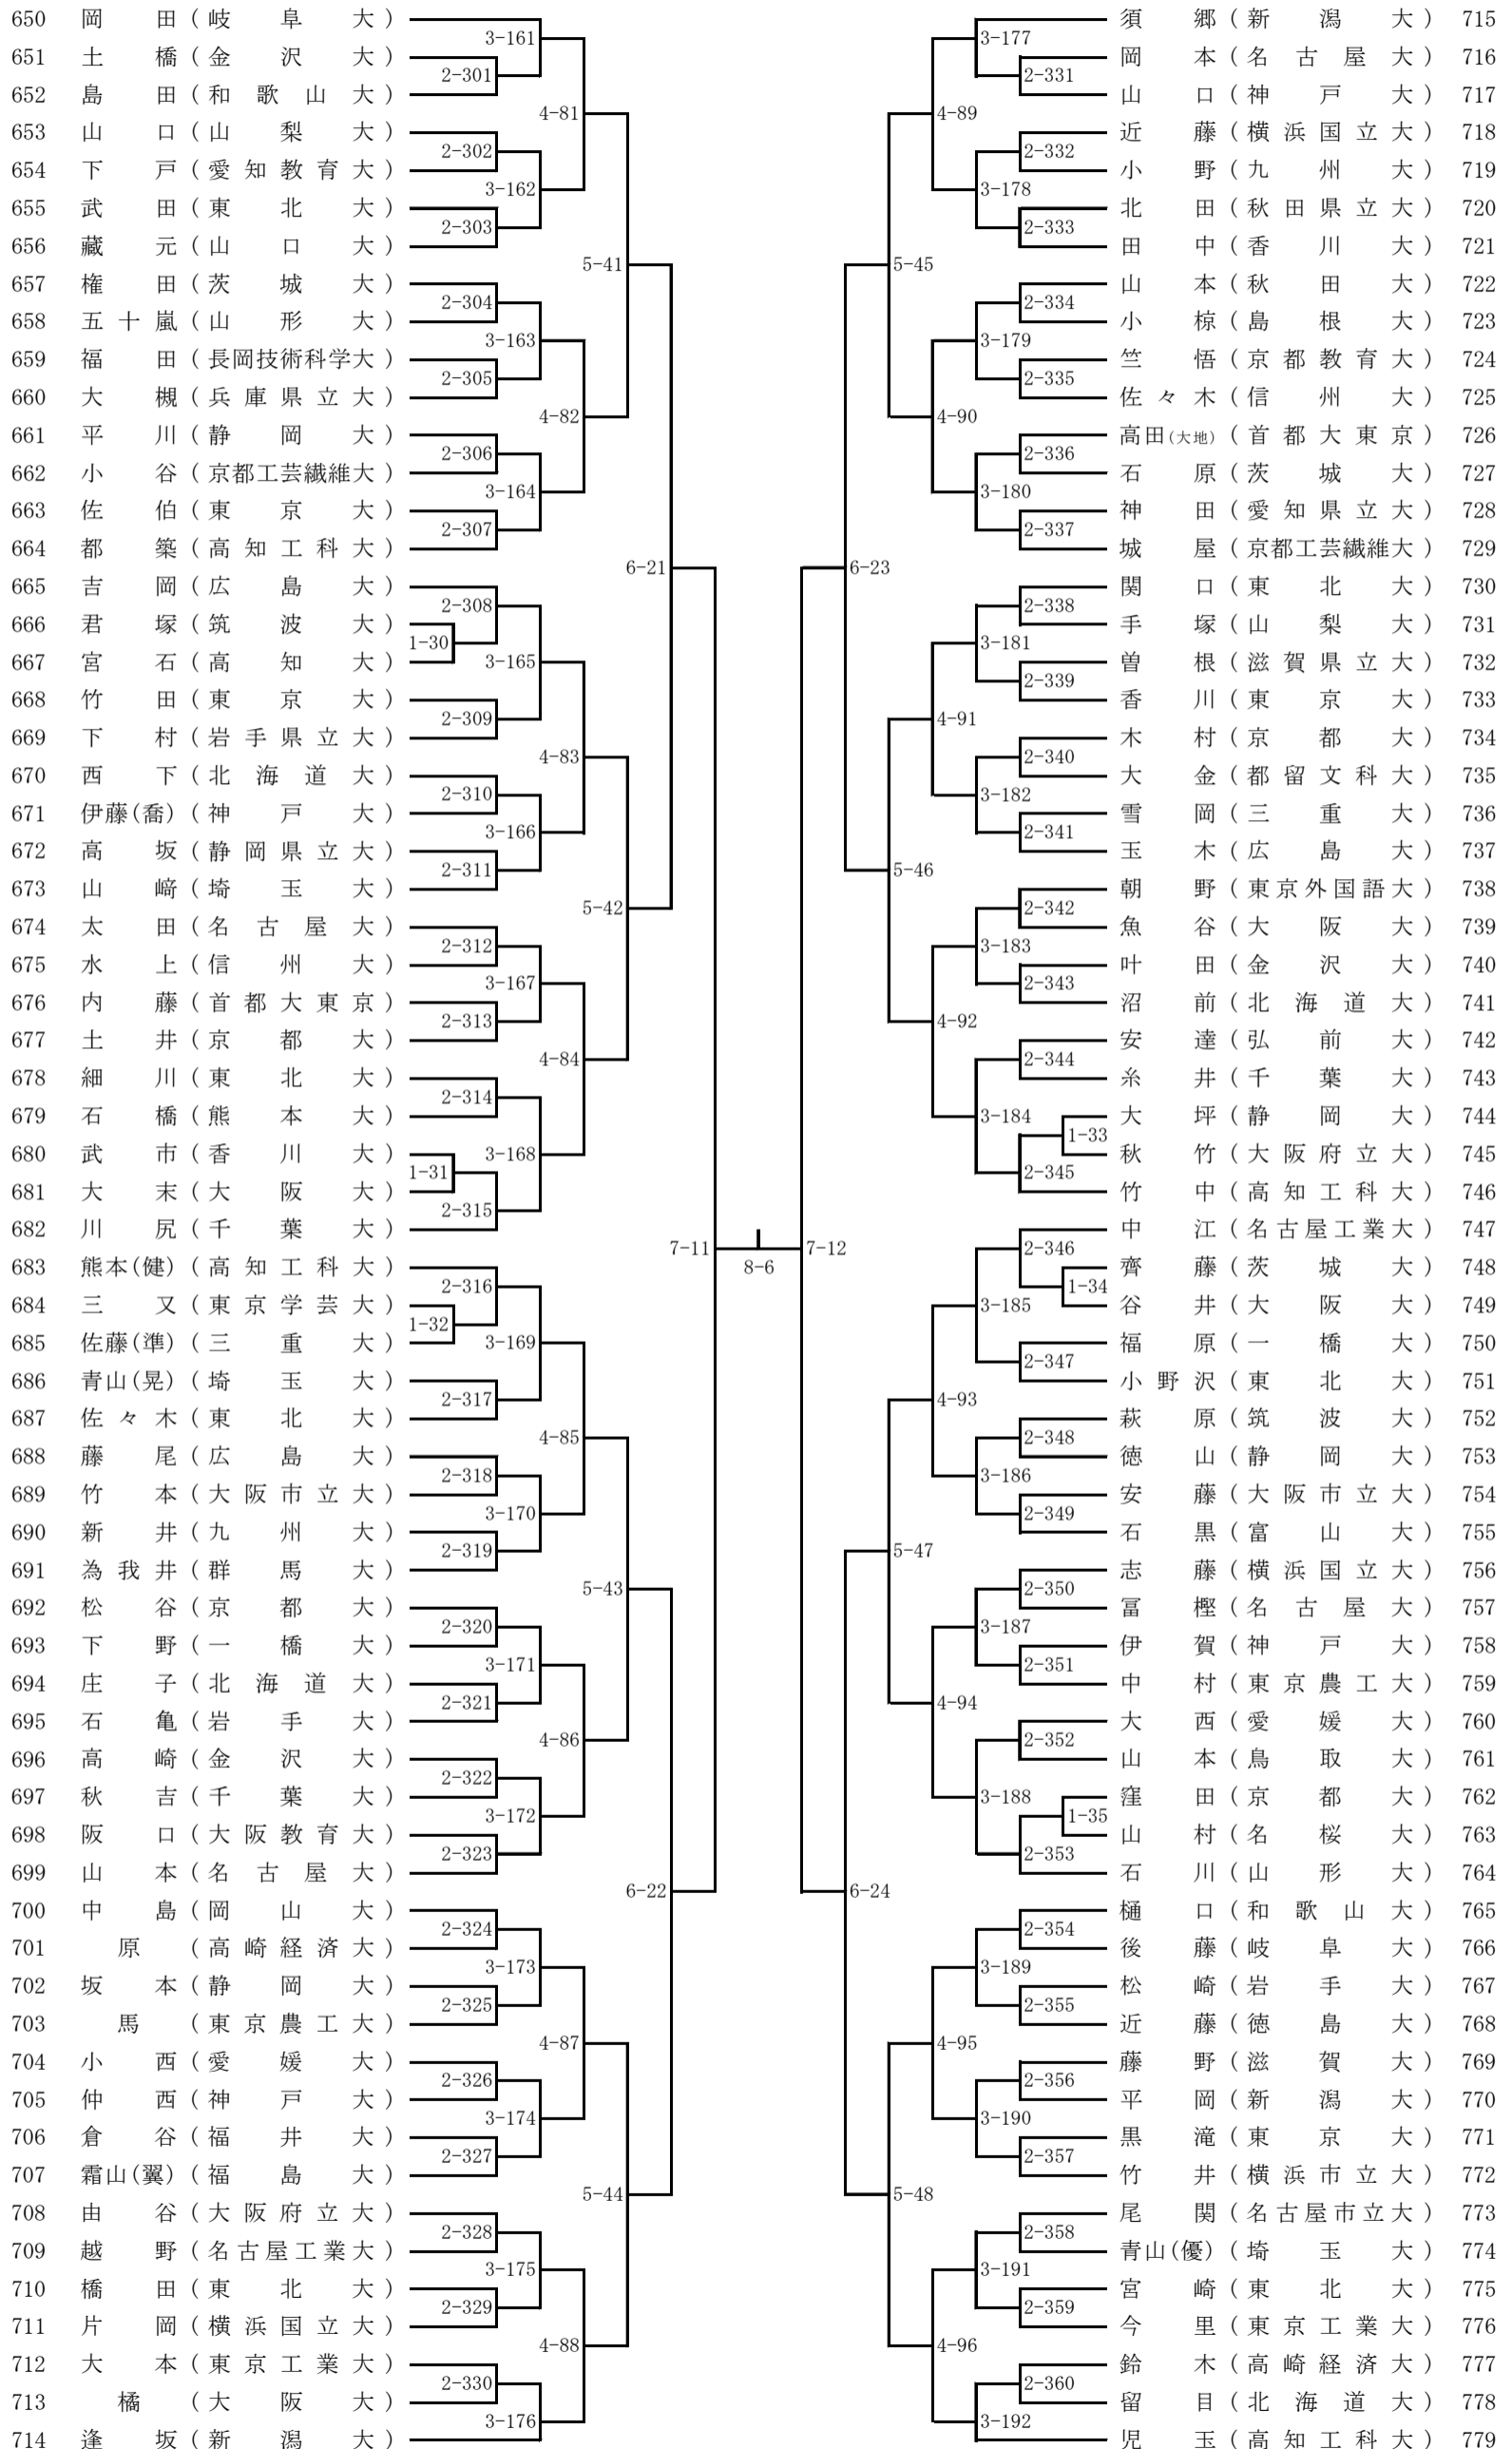 650 岡田(岐阜大)
651 土橋(金沢大)
652 島田(和歌山大)
653 山口(山梨大)
654 下戸(愛知教育大)
655 武田(東北大)
656 藏元(山口大)
657 権田(茨城大)
658 五十嵐(山形大)
659 福田(長岡技術科学大)
660 大槻(兵庫県立大)
661 平川(静岡大)
662 小谷(京都工芸繊維大)
663 佐伯(東京大)
664 都築(高知工科大)
665 吉岡(広島大)
666 君塚(筑波大)
667 宮石(高知大)
668 竹田(東京大)
669 下村(岩手県立大)
670 西下(北海道大)
671 伊藤(喬)(神戸大)
672 高坂(静岡県立大)
673 山﨑(埼玉大)
674 太田(名古屋大)
675 水上(信州大)
676 内藤(首都大東京)
677 土井(京都大)
678 細川(東北大)
679 石橋(熊本大)
680 武市(香川大)
681 大末(大阪大)
682 川尻(千葉大)
683 熊本(健)(高知工科大)
684 三又(東京学芸大)
685 佐藤(準)(三重大)
686 青山(晃)(埼玉大)
687 佐々木(東北大)
688 藤尾(広島大)
689 竹本(大阪市立大)
690 新井(九州大)
691 為我井(群馬大)
692 松谷(京都大)
693 下野(一橋大)
694 庄子(北海道大)
695 石亀(岩手大)
696 高崎(金沢大)
697 秋吉(千葉大)
698 阪口(大阪教育大)
699 山本(名古屋大)
700 中島(岡山大)
701 原(高崎経済大)
702 坂本(静岡大)
703 馬(東京農工大)
704 小西(愛媛大)
705 仲西(神戸大)
706 倉谷(福井大)
707 霜山(翼)(福島大)
708 由谷(大阪府立大)
709 越野(名古屋工業大)
710 橋田(東北大)
711 片岡(横浜国立大)
712 大本(東京工業大)
713 橘(大阪大)
714 逢坂(新潟大)
1-30
1-31
1-32
2-301
2-302
2-303
2-304
2-305
2-306
2-307
2-308
2-309
2-310
2-311
2-312
2-313
2-314
2-315
2-316
2-317
2-318
2-319
2-320
2-321
2-322
2-323
2-324
2-325
2-326
2-327
2-328
2-329
2-330
3-161
3-162
3-163
3-164
3-165
3-166
3-167
3-168
3-169
3-170
3-171
3-172
3-173
3-174
3-175
3-176
4-81
4-82
4-83
4-84
4-85
4-86
4-87
4-88
5-41
5-42
5-43
5-44
6-21
6-22
7-11
8-6
7-12
6-23
6-24
5-45
5-46
5-47
5-48
4-89
4-90
4-91
4-92
4-93
4-94
4-95
4-96
3-177
3-178
3-179
3-180
3-181
3-182
3-183
3-184
3-185
3-186
3-187
3-188
3-189
3-190
3-191
3-192
2-331
2-332
2-333
2-334
2-335
2-336
2-337
2-338
2-339
2-340
2-341
2-342
2-343
2-344
2-345
2-346
2-347
2-348
2-349
2-350
2-351
2-352
2-353
2-354
2-355
2-356
2-357
2-358
2-359
2-360
1-33
1-34
1-35
須郷(新潟大) 715
岡本(名古屋大) 716
山口(神戸大) 717
近藤(横浜国立大) 718
小野(九州大) 719
北田(秋田県立大) 720
田中(香川大) 721
山本(秋田大) 722
小椋(島根大) 723
竺悟(京都教育大) 724
佐々木(信州大) 725
高田(大地)(首都大東京) 726
石原(茨城大) 727
神田(愛知県立大) 728
城屋(京都工芸繊維大) 729
関口(東北大) 730
手塚(山梨大) 731
曽根(滋賀県立大) 732
香川(東京大) 733
木村(京都大) 734
大金(都留文科大) 735
雪岡(三重大) 736
玉木(広島大) 737
朝野(東京外国語大) 738
魚谷(大阪大) 739
叶田(金沢大) 740
沼前(北海道大) 741
安達(弘前大) 742
糸井(千葉大) 743
大坪(静岡大) 744
秋竹(大阪府立大) 745
竹中(高知工科大) 746
中江(名古屋工業大) 747
齊藤(茨城大) 748
谷井(大阪大) 749
福原(一橋大) 750
小野沢(東北大) 751
萩原(筑波大) 752
徳山(静岡大) 753
安藤(大阪市立大) 754
石黒(富山大) 755
志藤(横浜国立大) 756
冨樫(名古屋大) 757
伊賀(神戸大) 758
中村(東京農工大) 759
大西(愛媛大) 760
山本(鳥取大) 761
窪田(京都大) 762
山村(名桜大) 763
石川(山形大) 764
樋口(和歌山大) 765
後藤(岐阜大) 766
松崎(岩手大) 767
近藤(徳島大) 768
藤野(滋賀大) 769
平岡(新潟大) 770
黒滝(東京大) 771
竹井(横浜市立大) 772
尾関(名古屋市立大) 773
青山(優)(埼玉大) 774
宮崎(東北大) 775
今里(東京工業大) 776
鈴木(高崎経済大) 777
留目(北海道大) 778
児玉(高知工科大) 779